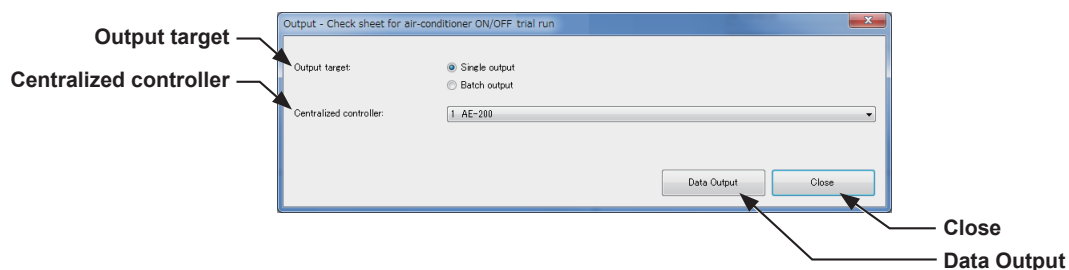 Output - Check sheet for air-conditioner ON/OFF trial run
Output target
Output target:
Single output
Batch output
Centralized controller
Centralized controller:
1 AE-200
Data Output
Close
Close
Data Output